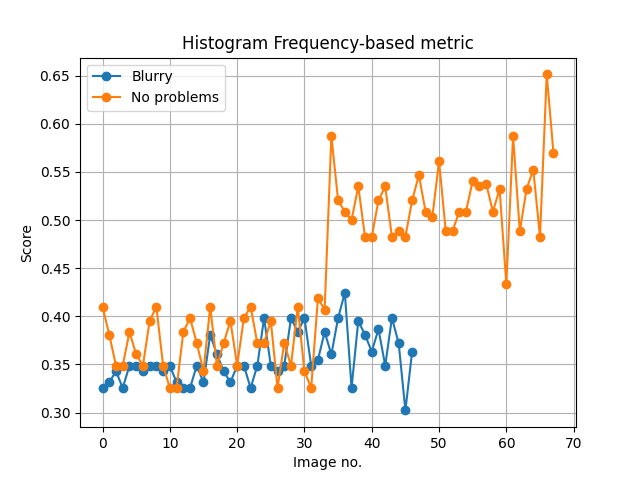 Histogram Frequency-based metric
Blurry
No problems
Score
0.65
0.60
0.55
0.50
0.45
0.40
0.35
0.30
0 10 20 30 40 50 60 70
Image no.